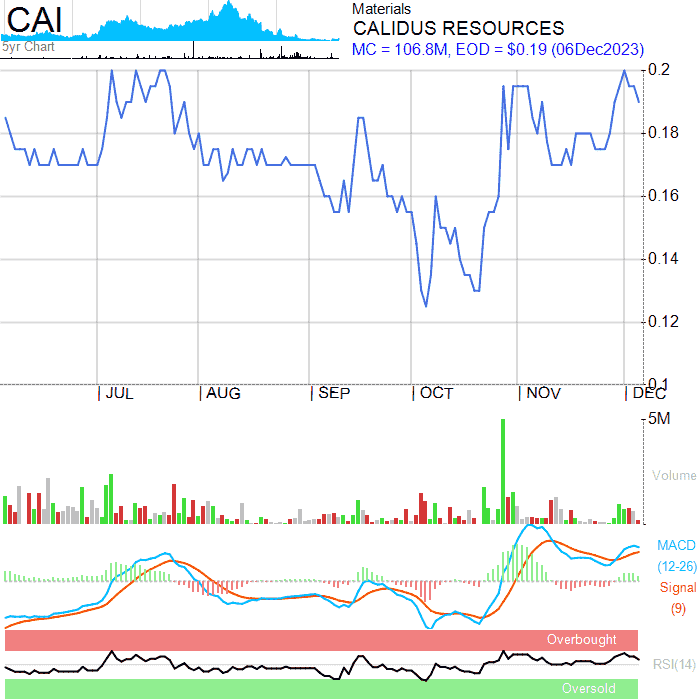 CAI
5yr Chart
Materials
CALIDUS RESOURCES
MC = 106.8M, EOD = $0.19 (06Dec2023)
0.2
0.18
0.16
0.14
0.12
0.1
JUL AUG SEP OCT NOV DEC
5M
Volume
MACD
(12-26)
Signal
(9)
Overbought
RSI(14)
Oversold